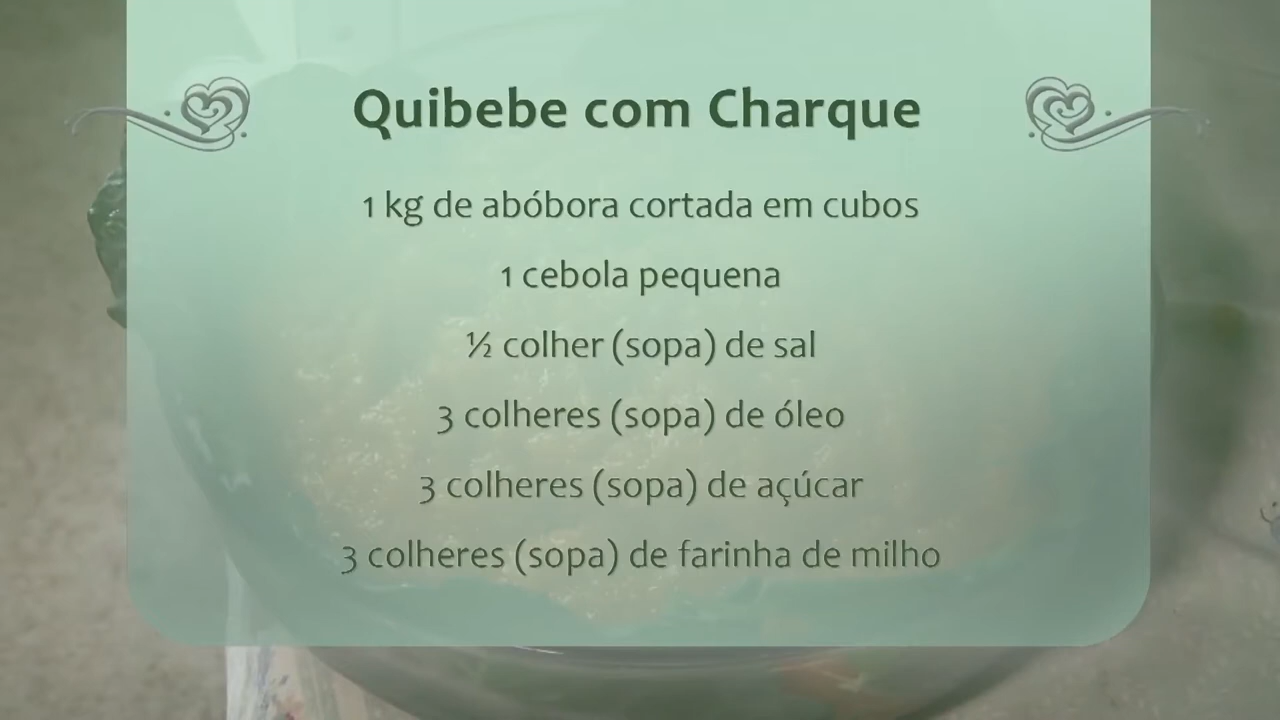 Quibebe com Charque
1 kg de abóbora cortada em cubos
1 cebola pequena
½ colher (sopa) de sal
3 colheres (sopa) de óleo
3 colheres (sopa) de açúcar
3 colheres (sopa) de farinha de milho